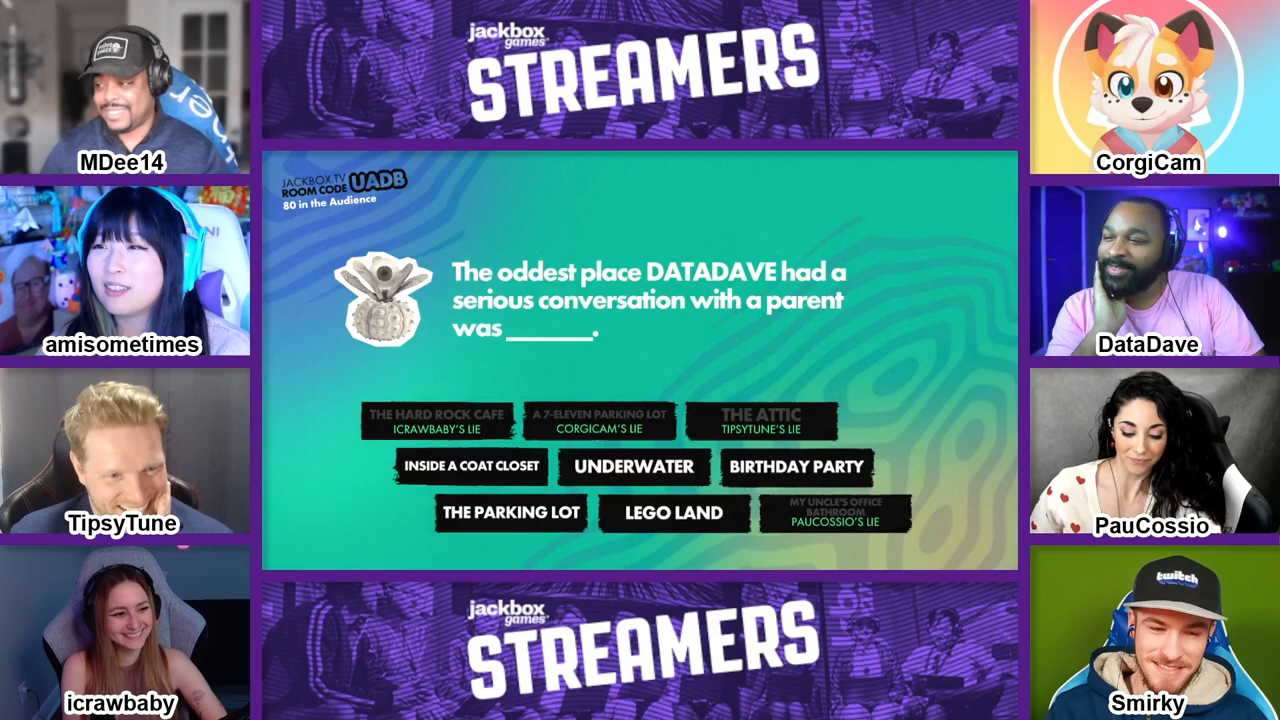 jackbox
games
STREAMERS
MDee14
CorgiCam
JACKBOX.TV
ROOM CODE UADB
80 in the Audience
The oddest place DATADAVE had a
serious conversation with a parent
was ________.
amisometimes
DataDave
THE HARD ROCK CAFE
ICRAWBABY'S LIE
A 7-ELEVEN PARKING LOT
CORGICAM'S LIE
THE ATTIC
TIPSYTUNE'S LIE
INSIDE A COAT CLOSET
UNDERWATER
BIRTHDAY PARTY
THE PARKING LOT
LEGO LAND
MY UNCLE'S OFFICE
BATHROOM
PAUCOSSIO'S LIE
TipsyTune
PauCossio
jackbox
games
STREAMERS
twitch
icrawbaby
Smirky